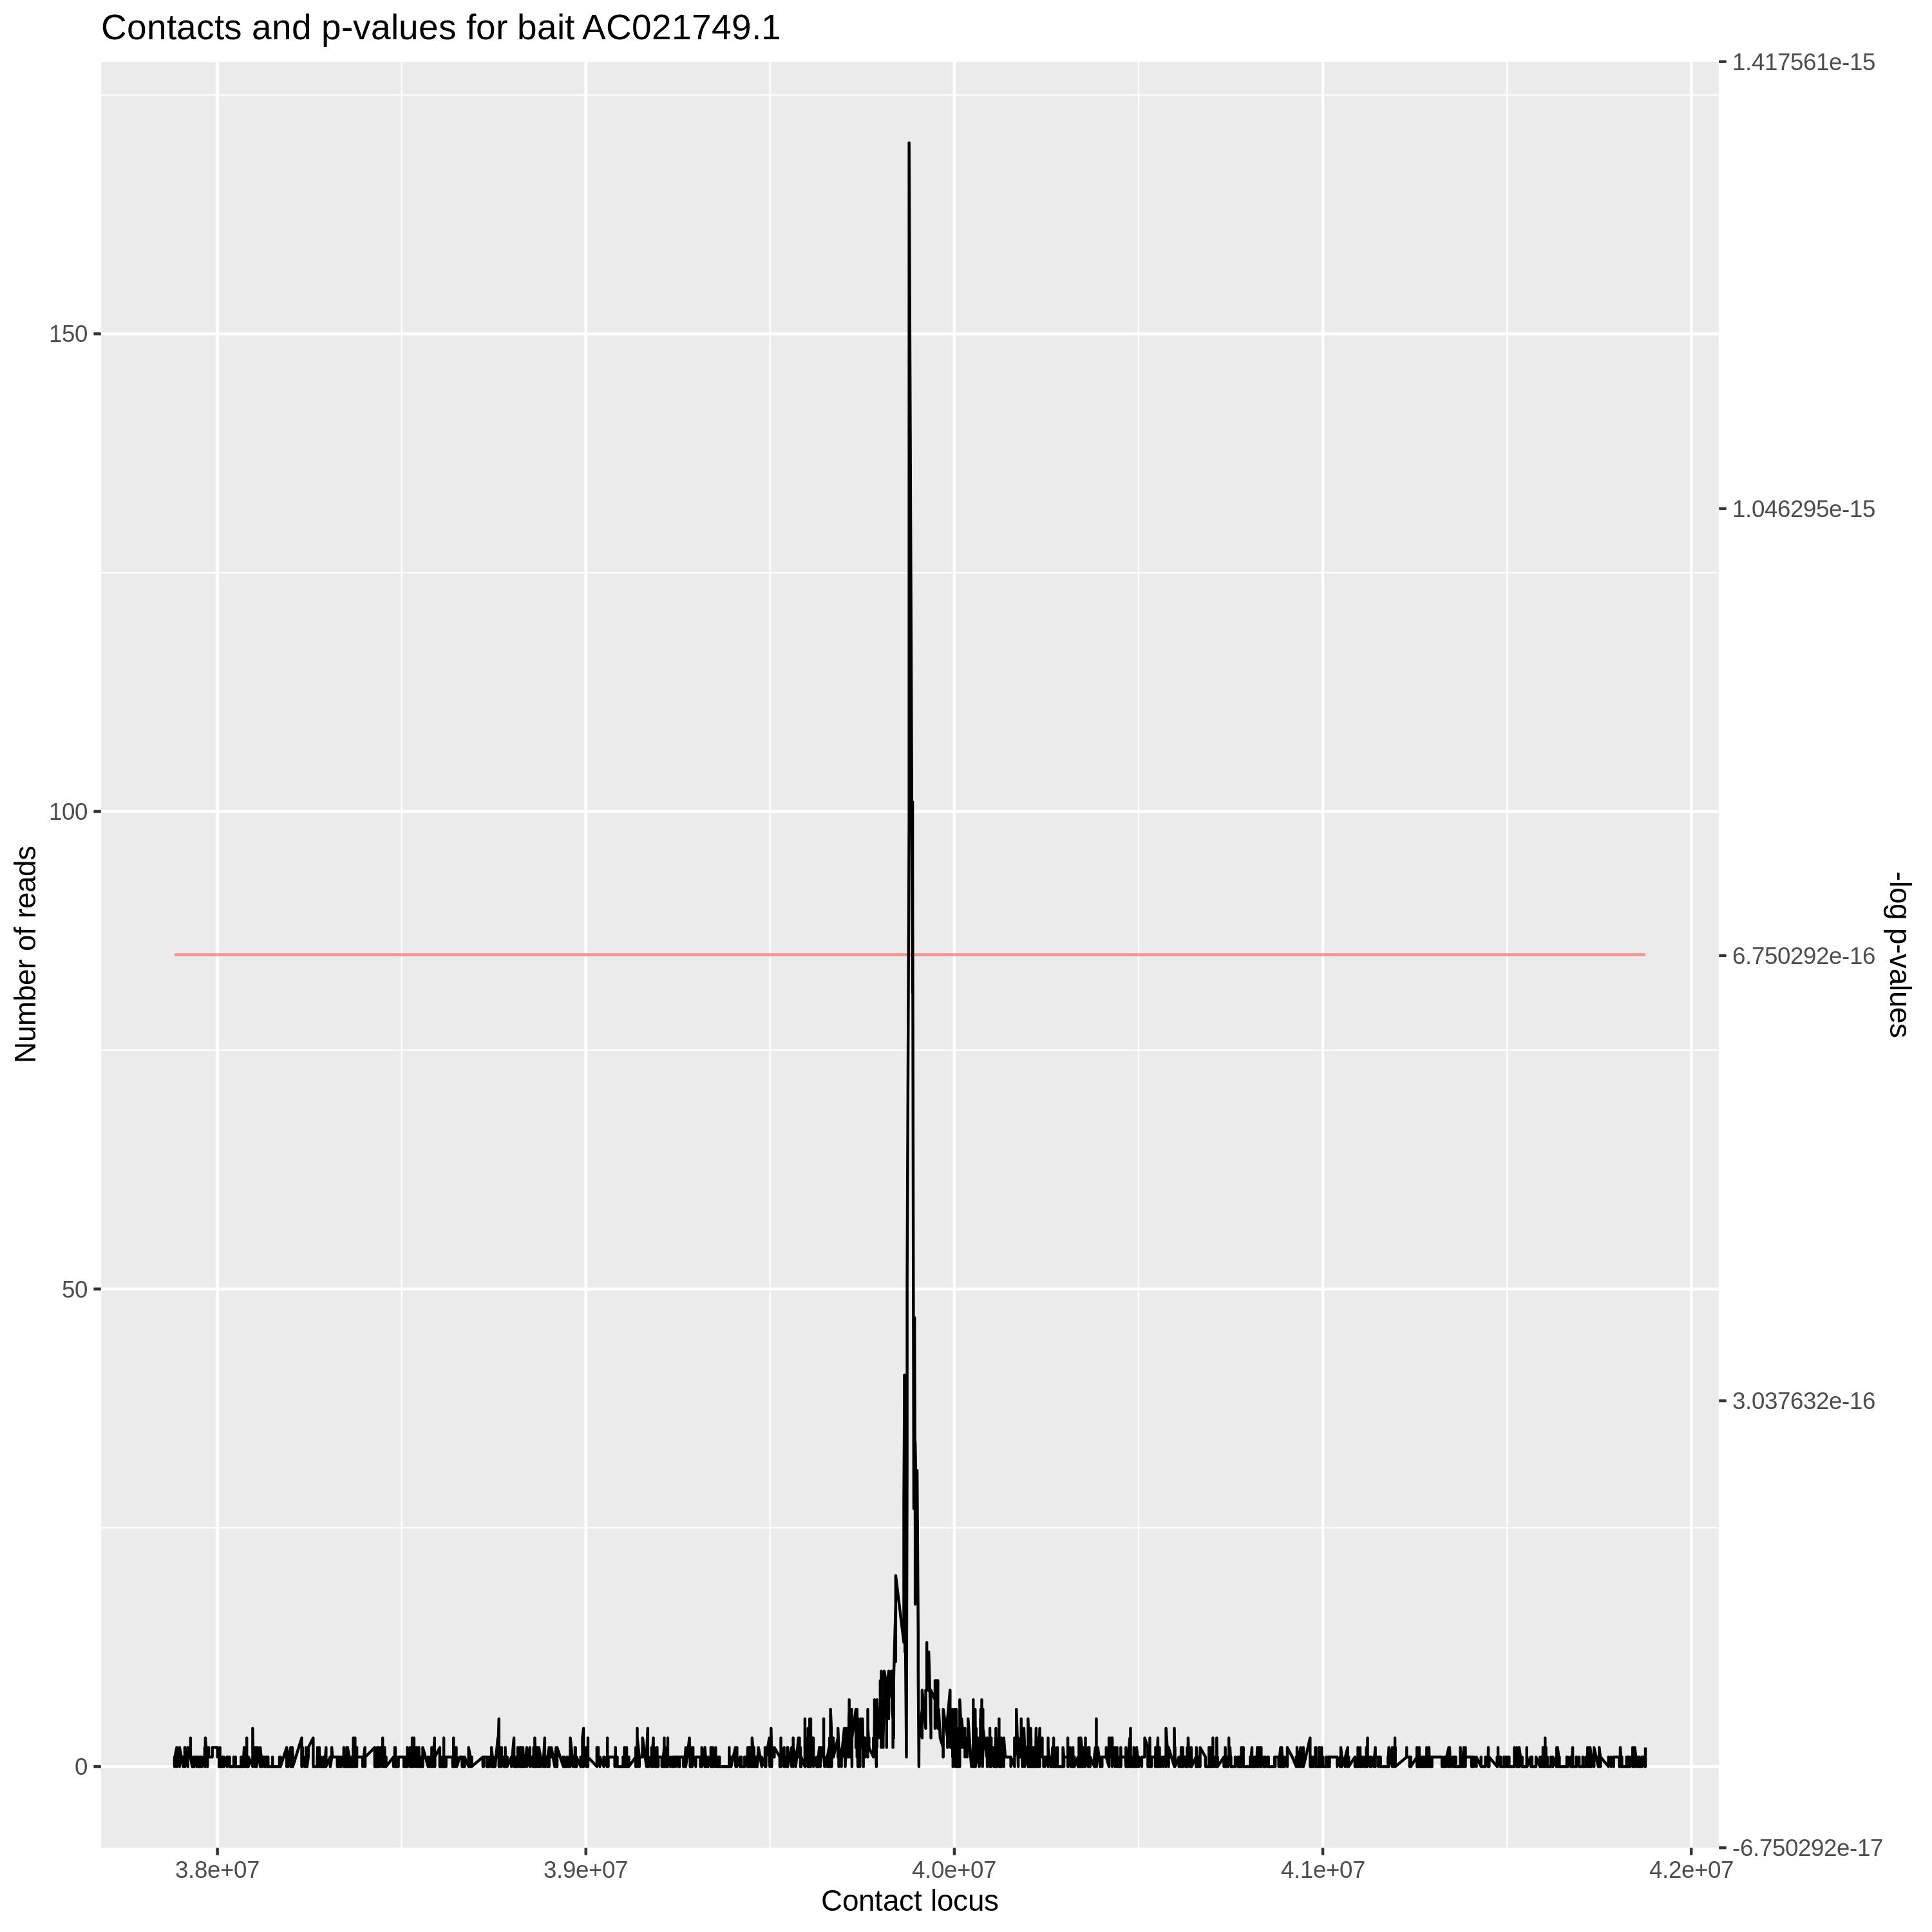 Contacts and p-values for bait AC021749.1
Number of reads
150
100
50
0
1.417561e-15
1.046295e-15
6.750292e-16
3.037632e-16
-6.750292e-17
-log p-values
3.8e+07
3.9e+07
4.0e+07
4.1e+07
4.2e+07
Contact locus